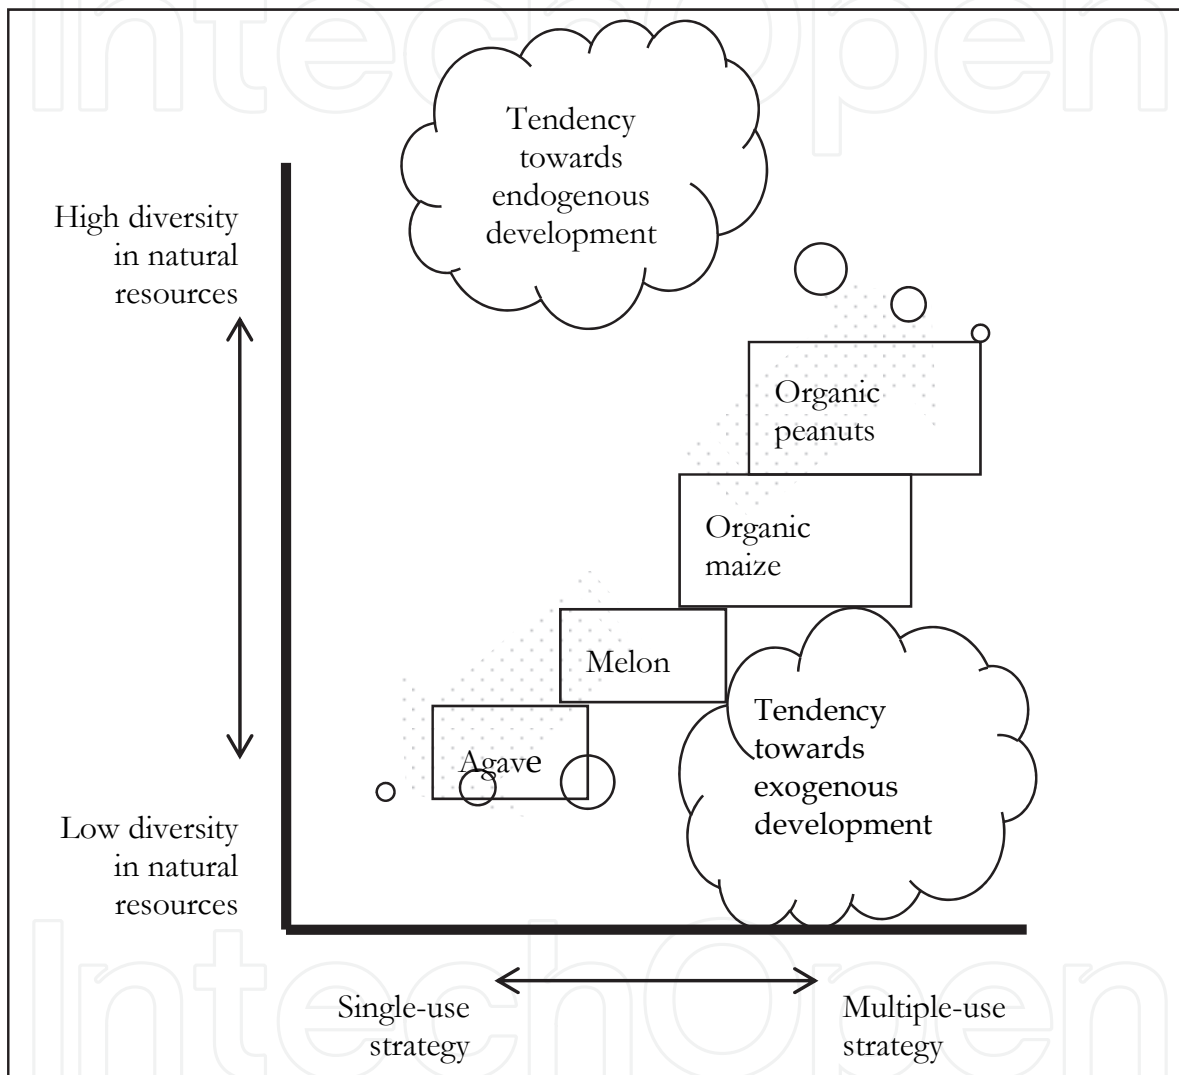 IntechOpen
Tendency
towards
endogenous
development
High diversity
in natural
resources
Organic
peanuts
Organic
maize
Melon
Agave
Tendency
towards
exogenous
development
Low diversity
in natural
resources
IntechOpen
Single-use
strategy
Multiple-use
strategy